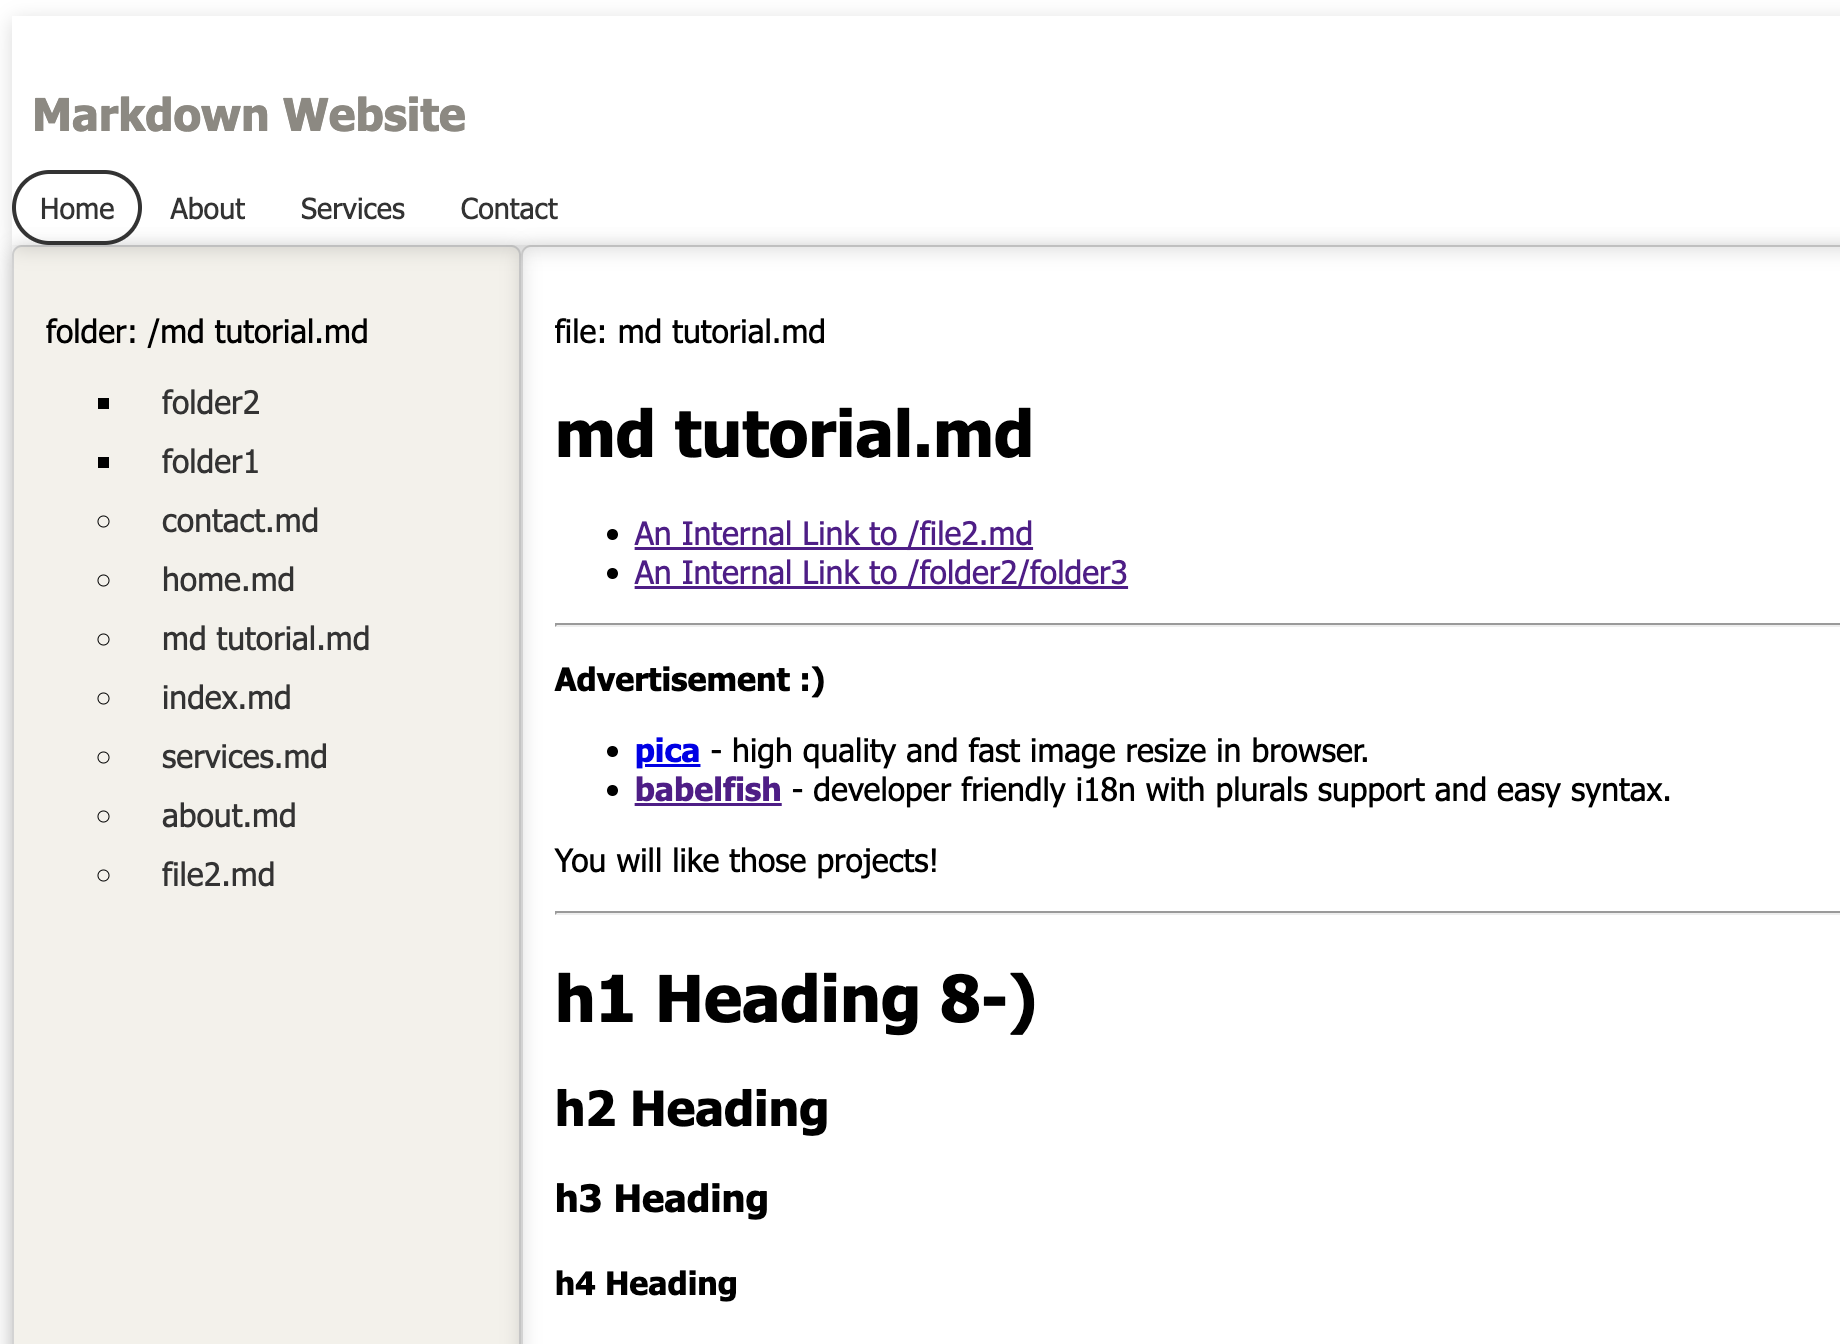 Markdown Website
Home About Services Contact
folder: /md tutorial.md
folder2
folder1
contact.md
home.md
md tutorial.md
index.md
services.md
about.md
file2.md
file: md tutorial.md
md tutorial.md
An Internal Link to /file2.md
An Internal Link to /folder2/folder3
Advertisement :)
pica - high quality and fast image resize in browser.
babelfish - developer friendly i18n with plurals support and easy syntax.
You will like those projects!
h1 Heading 8-)
h2 Heading
h3 Heading
h4 Heading